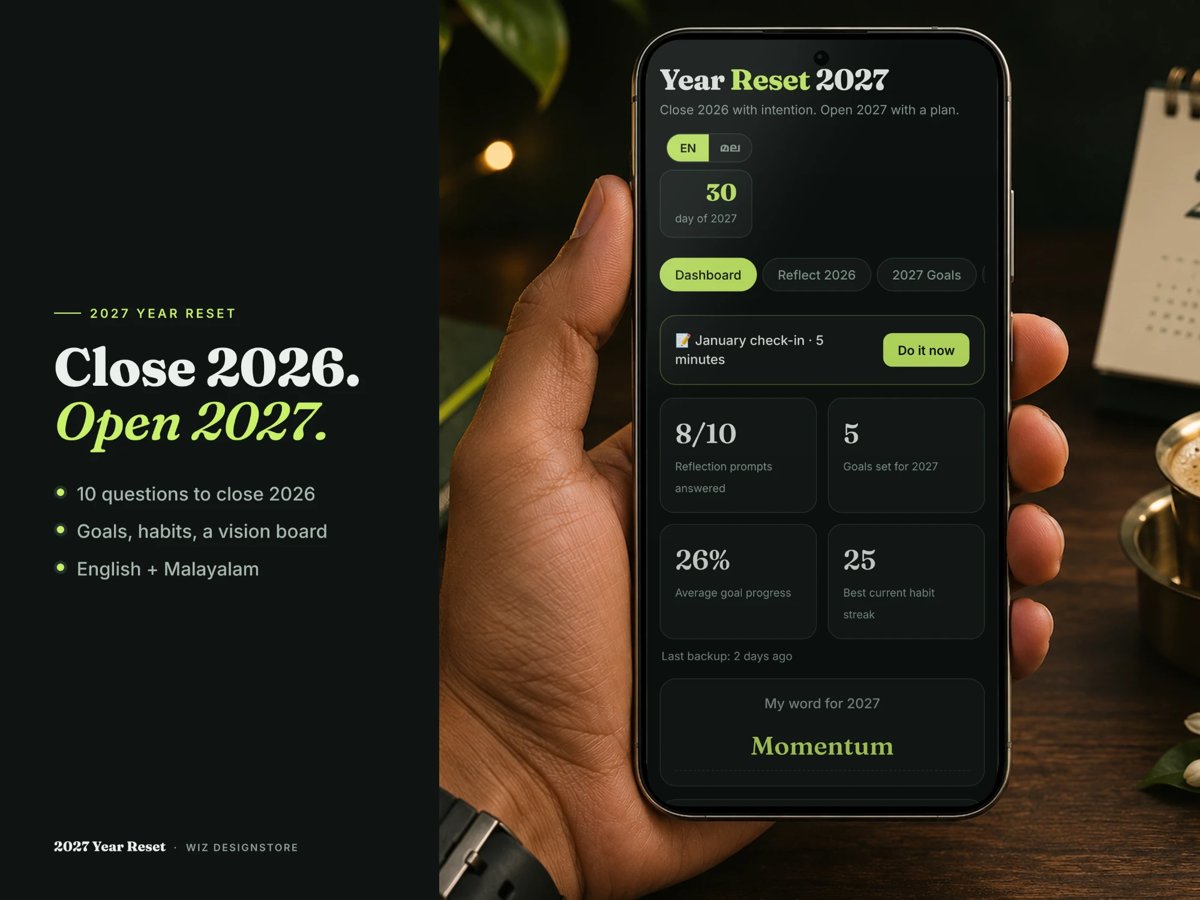 2027 YEAR RESET
Close 2026.
Open 2027.
10 questions to close 2026
Goals, habits, a vision board
English + Malayalam
2027 Year Reset · WIZ DESIGNSTORE
Year Reset 2027
Close 2026 with intention. Open 2027 with a plan.
EN മല
30
day of 2027
Dashboard
Reflect 2026
2027 Goals
📝 January check-in · 5
minutes
Do it now
8/10
Reflection prompts
answered
5
Goals set for 2027
26%
Average goal progress
25
Best current habit
streak
Last backup: 2 days ago
My word for 2027
Momentum